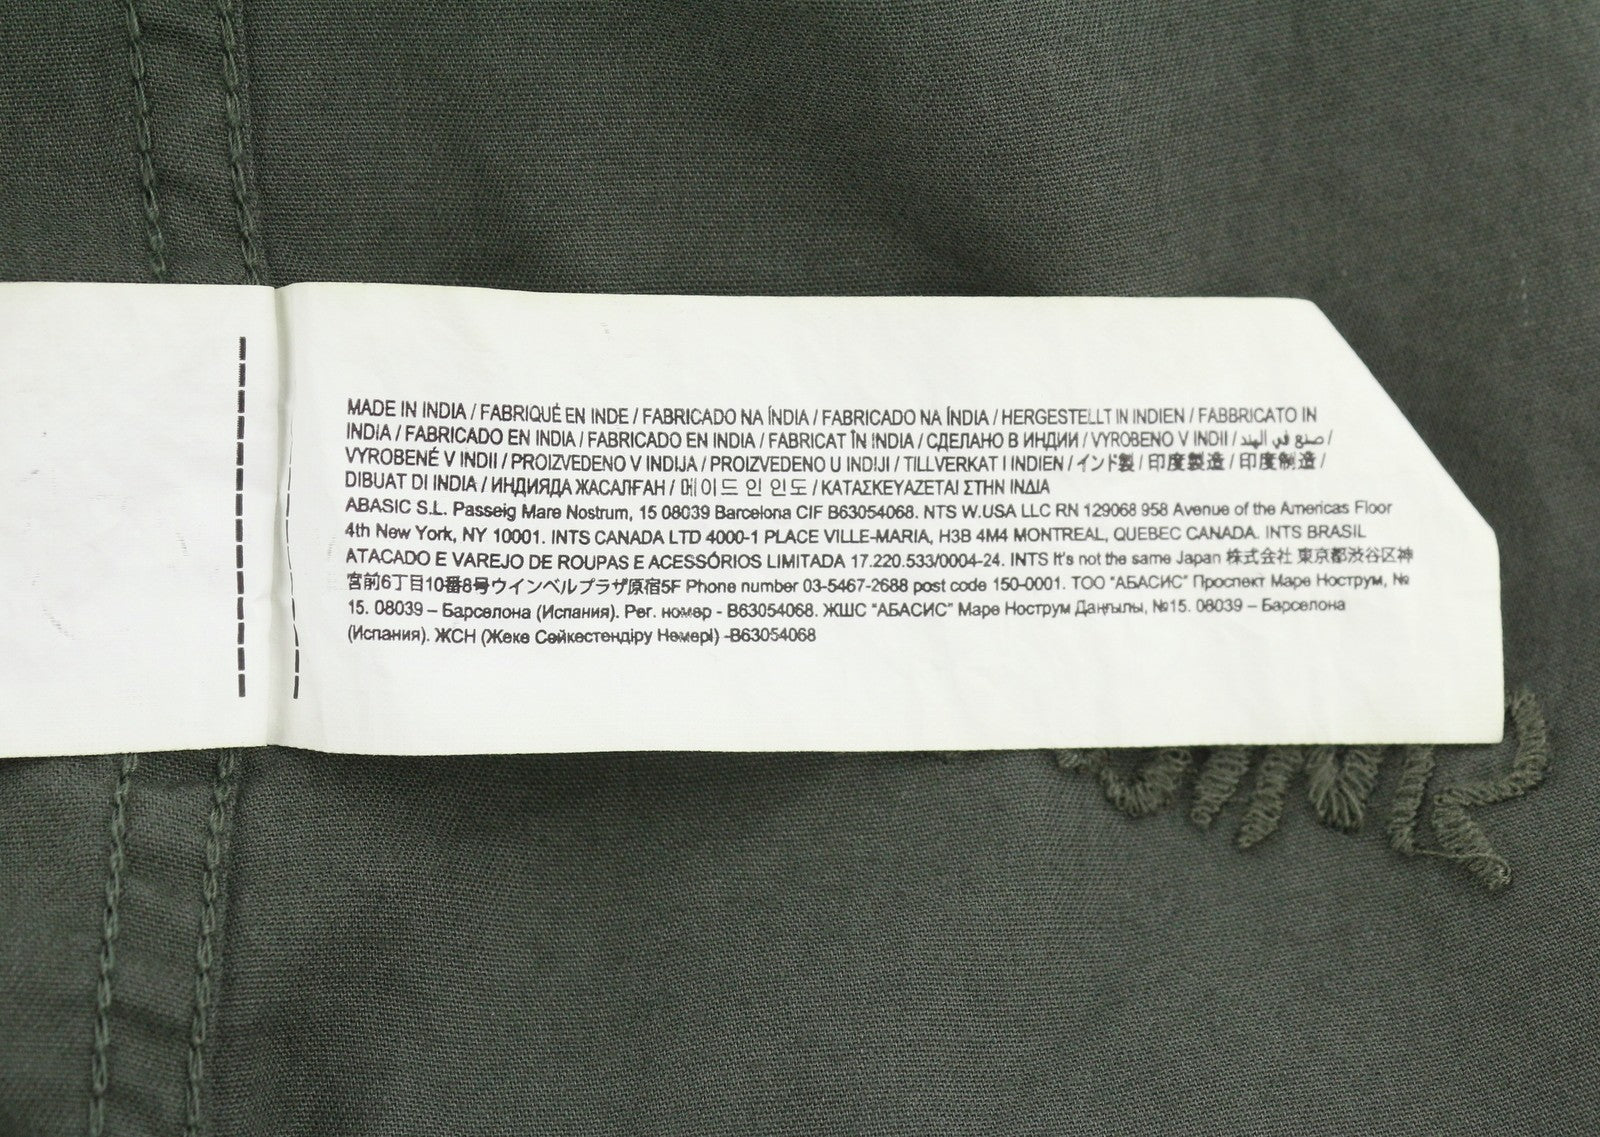 MADE IN INDIA / FABRIQUÉ EN INDE / FABRICADO NA ÍNDIA / FABRICADO NA ÍNDIA / HERGESTELLT IN INDIEN / FABBRICATO IN
INDIA / FABRICADO EN INDIA / FABRICADO EN INDIA / FABRICAT ÎN INDIA / СДЕЛАНО В ИНДИИ / VYROBENO V INDII / صنع في الهند /
VYROBENÉ V INDII / PROIZVEDENO V INDIJA / PROIZVEDENO U INDIJI / TILLVERKAT I INDIEN / インド製 / 印度製造 / 印度制造 /
DIBUAT DI INDIA / ИНДИЯДА ЖАСАЛҒАН / 메이드 인 인도 / ΚΑΤΑΣΚΕΥΑΖΕΤΑΙ ΣΤΗΝ ΙΝΔΙΑ
ABASIC S.L. Passeig Mare Nostrum, 15 08039 Barcelona CIF B63054068. NTS W.USA LLC RN 129068 958 Avenue of the Americas Floor
4th New York, NY 10001. INTS CANADA LTD 4000-1 PLACE VILLE-MARIA, H3B 4M4 MONTREAL, QUEBEC CANADA. INTS BRASIL
ATACADO E VAREJO DE ROUPAS E ACESSÓRIOS LIMITADA 17.220.533/0004-24. INTS It's not the same Japan 株式会社 東京都渋谷区神
宮前6丁目10番8号ウインベルプラザ原宿5F Phone number 03-5467-2688 post code 150-0001. ТОО "АБАСИС" Проспект Маре Нострум, №
15. 08039 – Барселона (Испания). Рег. номер - B63054068. ЖШС "АБАСИС" Маре Нострум Даңғылы, №15. 08039 – Барселона
(Испания). ЖСН (Жеке Сәйкестендіру Нөмері) -B63054068